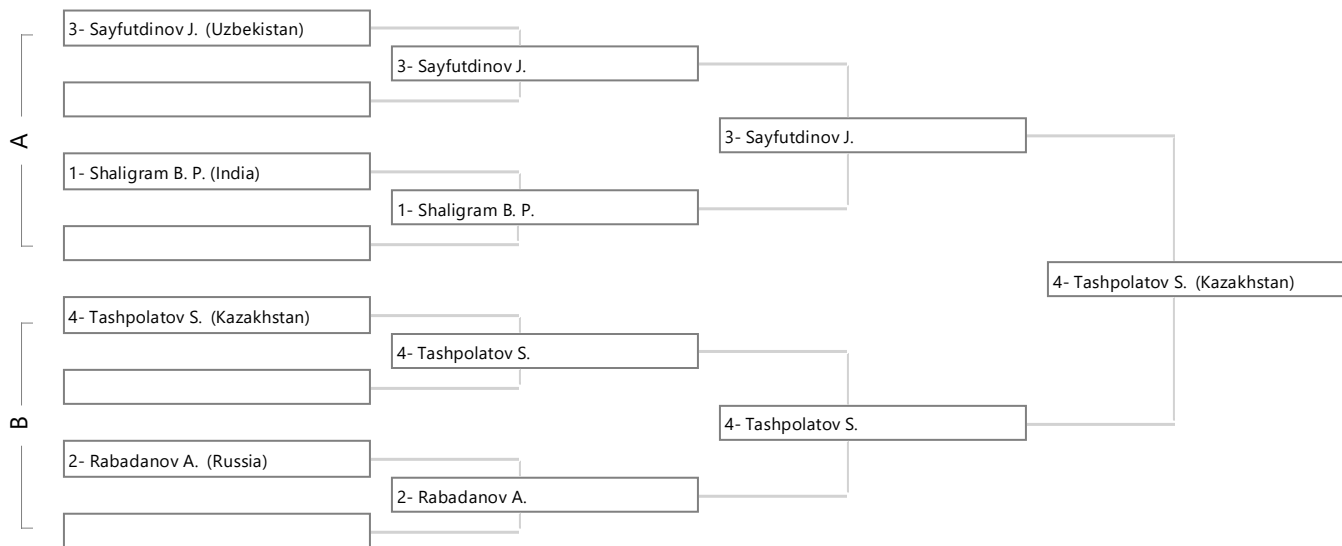 3- Sayfutdinov J. (Uzbekistan)
3- Sayfutdinov J.
A
3- Sayfutdinov J.
1- Shaligram B. P. (India)
1- Shaligram B. P.
4- Tashpolatov S. (Kazakhstan)
4- Tashpolatov S. (Kazakhstan)
4- Tashpolatov S.
B
4- Tashpolatov S.
2- Rabadanov A. (Russia)
2- Rabadanov A.